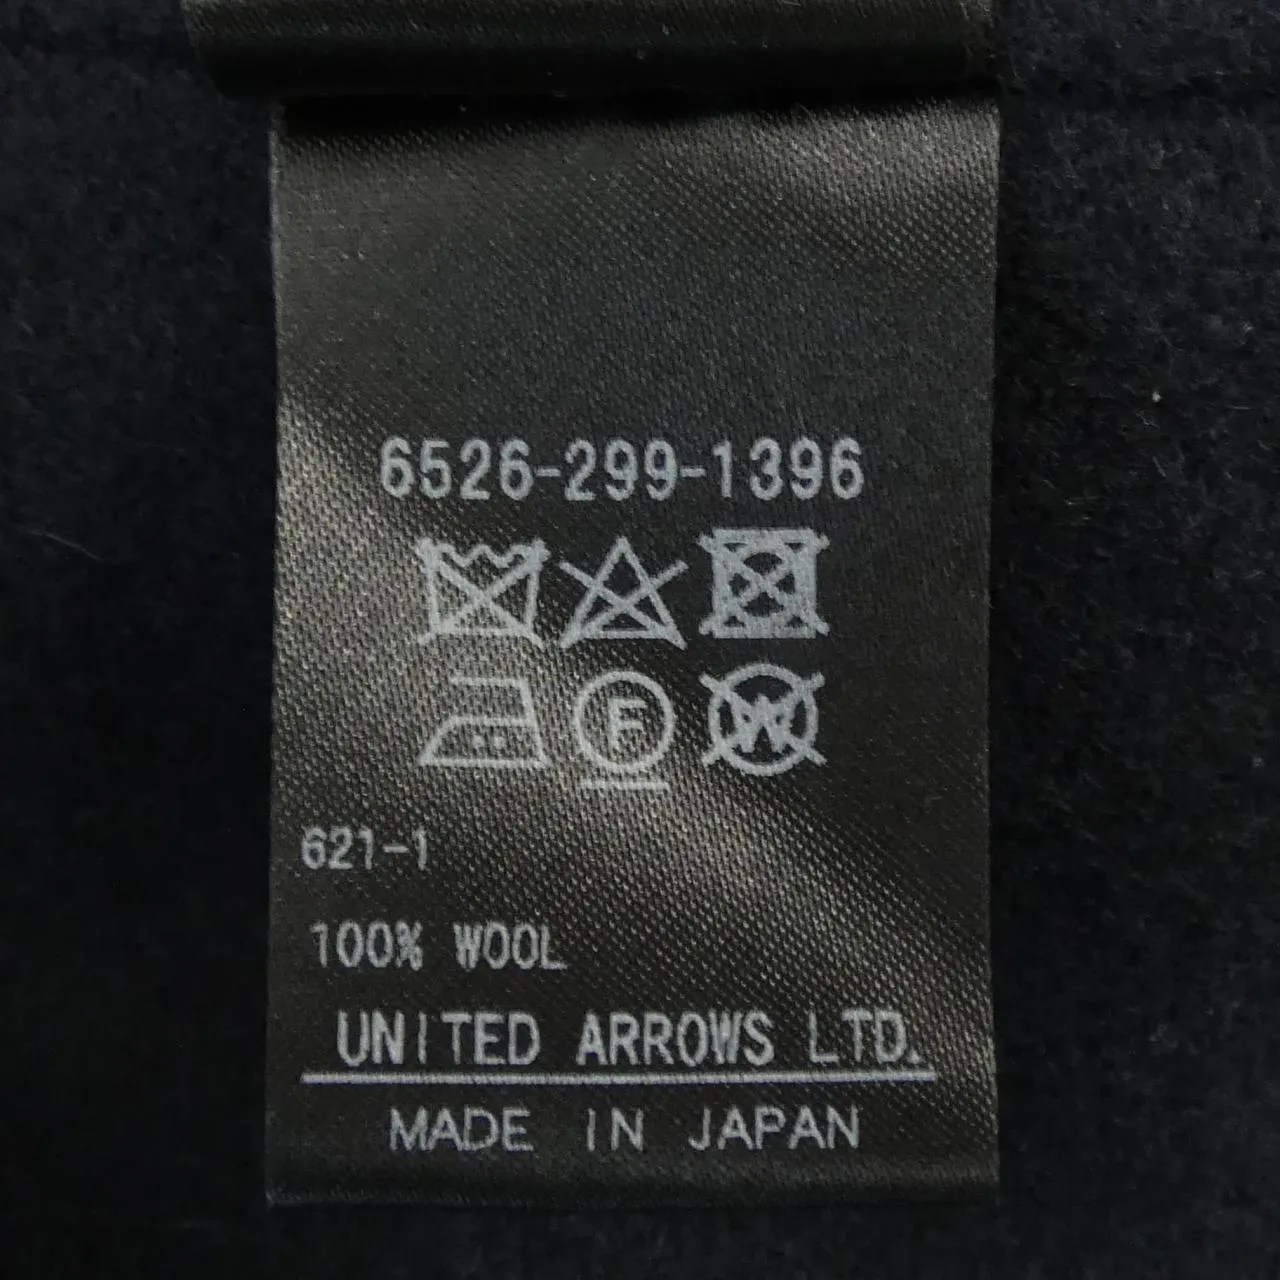 6526-299-1396
F W
621-1
100% WOOL
UNITED ARROWS LTD.
MADE IN JAPAN